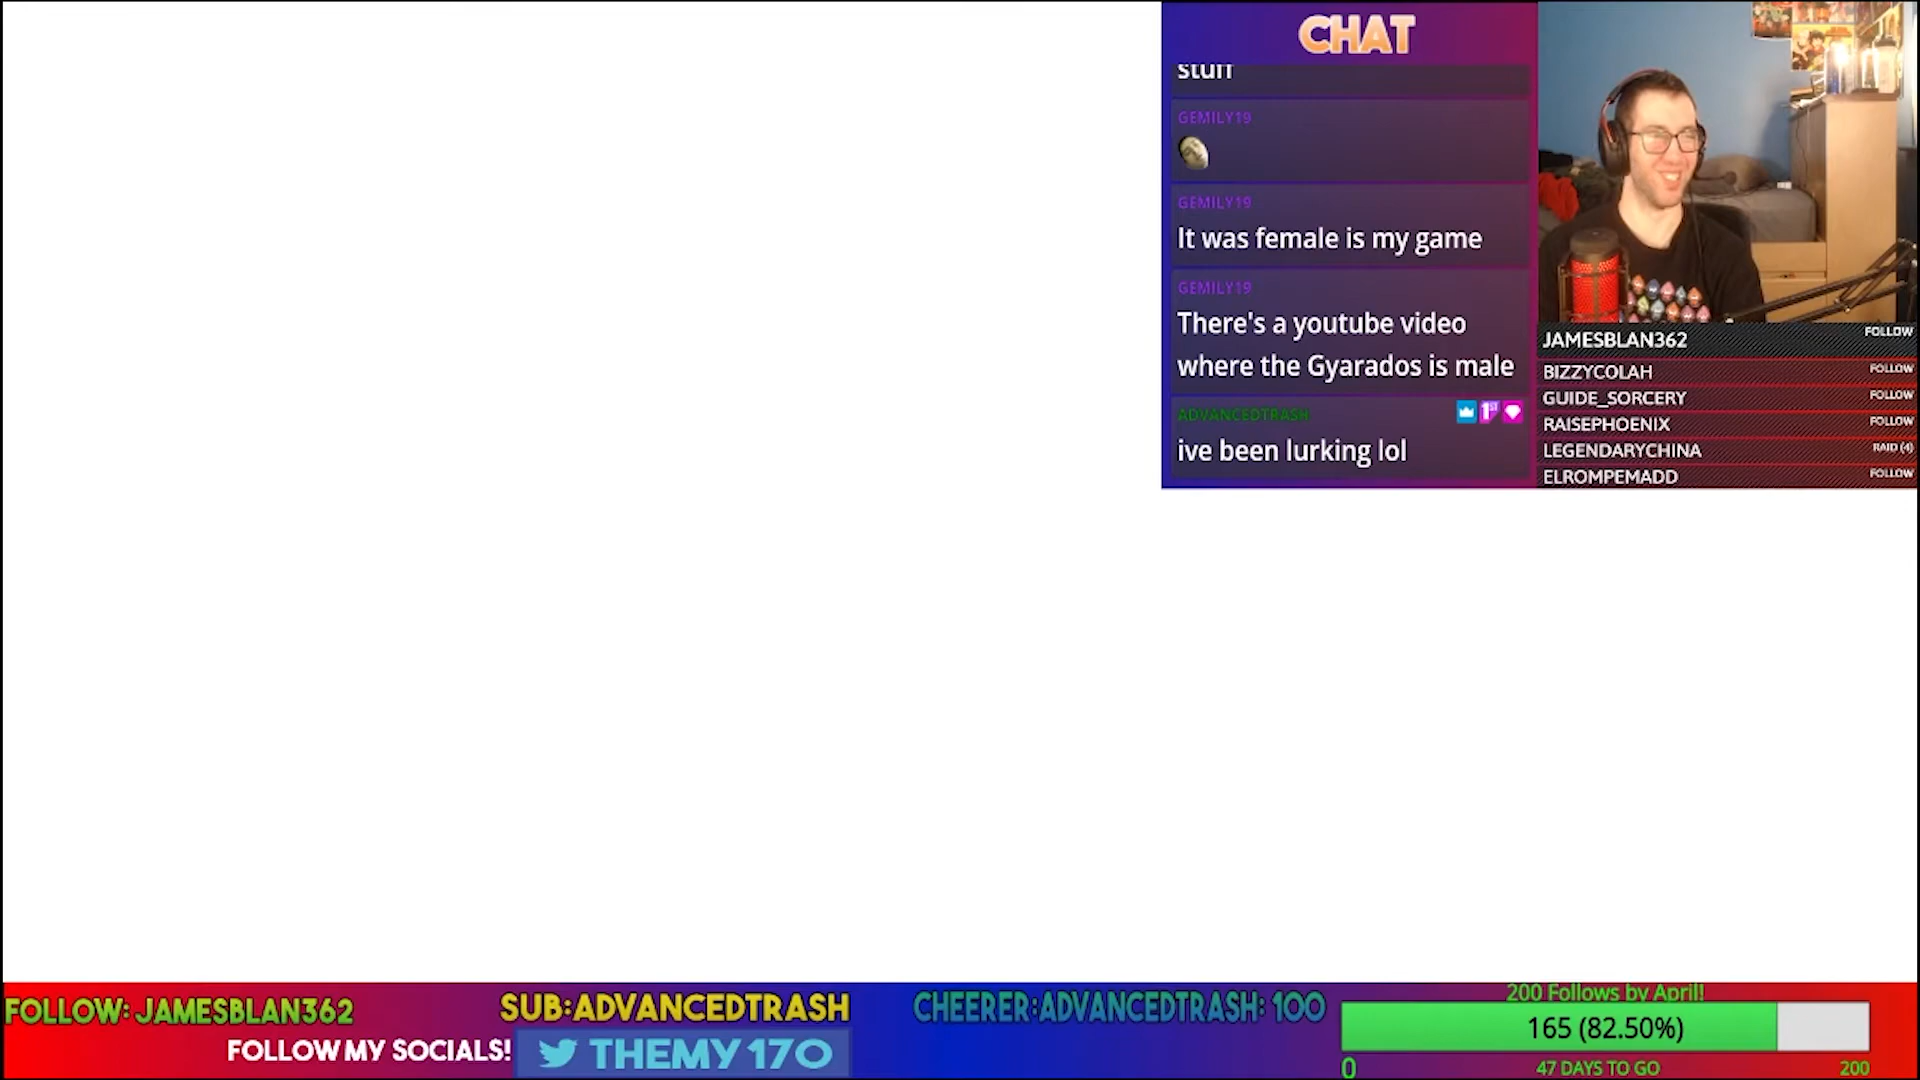 CHAT
stuff
GEMILY19
GEMILY19
It was female is my game
GEMILY19
There's a youtube video
where the Gyarados is male
ADVANCEDTRASH 1ST
ive been lurking lol
JAMESBLAN362 FOLLOW
BIZZYCOLAH FOLLOW
GUIDE_SORCERY FOLLOW
RAISEPHOENIX FOLLOW
LEGENDARYCHINA RAID (4)
ELROMPEMADD FOLLOW
FOLLOW: JAMESBLAN362
SUB:ADVANCEDTRASH
CHEERER:ADVANCEDTRASH: 100
FOLLOW MY SOCIALS!
THEMY170
200 Follows by April!
165 (82.50%)
0 47 DAYS TO GO 200